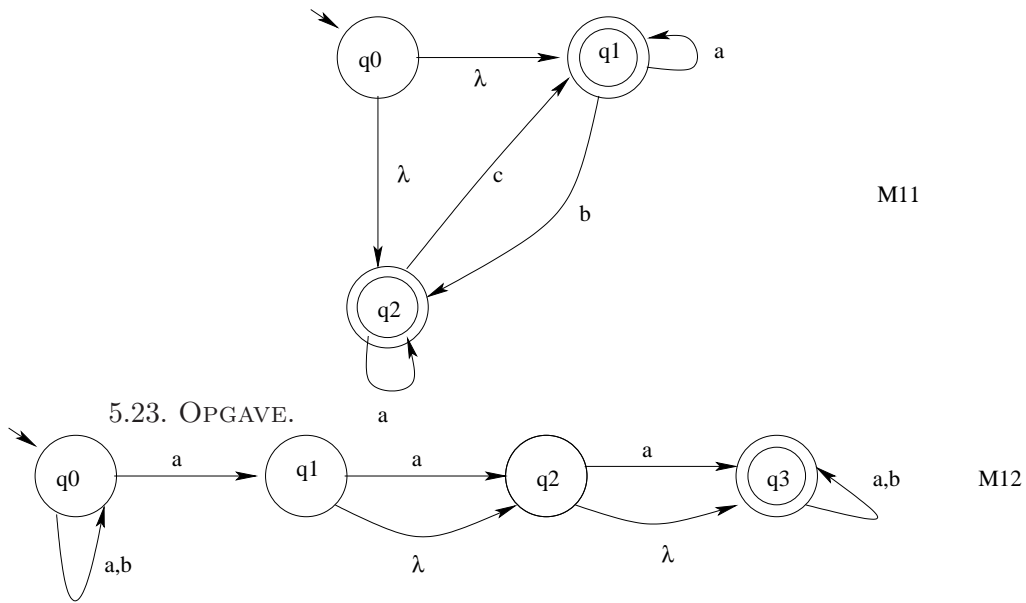 q0
λ
q1
a
λ
c
b
M11
q2
a
5.23. OPGAVE.
q0
a
q1
a
q2
a
q3
a,b
M12
a,b
λ
λ